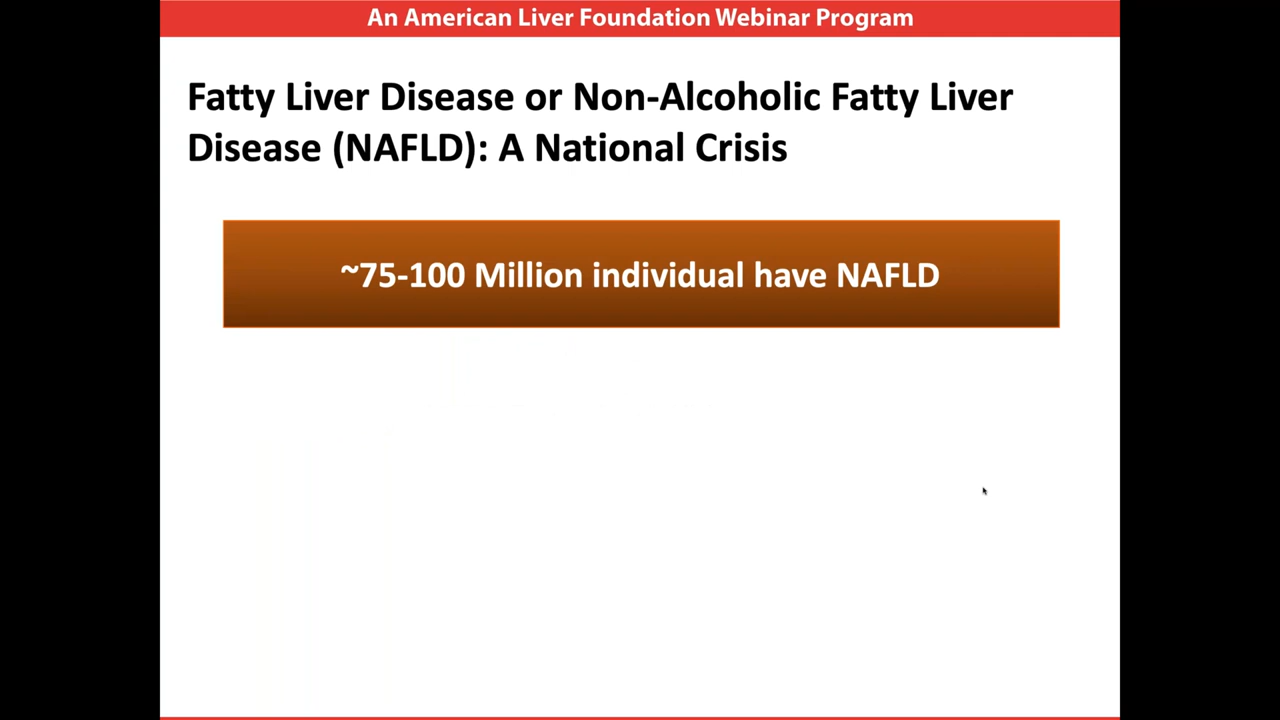 An American Liver Foundation Webinar Program
Fatty Liver Disease or Non-Alcoholic Fatty Liver
Disease (NAFLD): A National Crisis
~75-100 Million individual have NAFLD